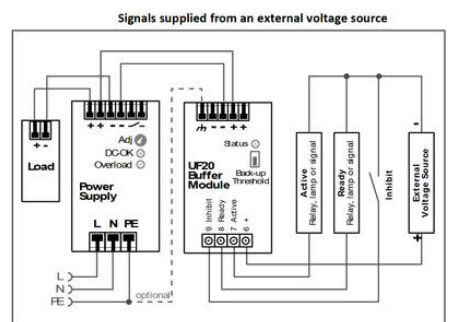 Signals supplied from an external voltage source
+ -
Load
+ + - -
Adj
DC-OK
Overload
Power
Supply
L N PE
L
N
PE
optional
- - + +
Status
UF20
Buffer
Module
Back-up
Threshold
9 Inhibit
8 Ready
7 Active
6 +
Active
Relay, lamp or signal
Ready
Relay, lamp or signal
Inhibit
-
External
Voltage Source
+